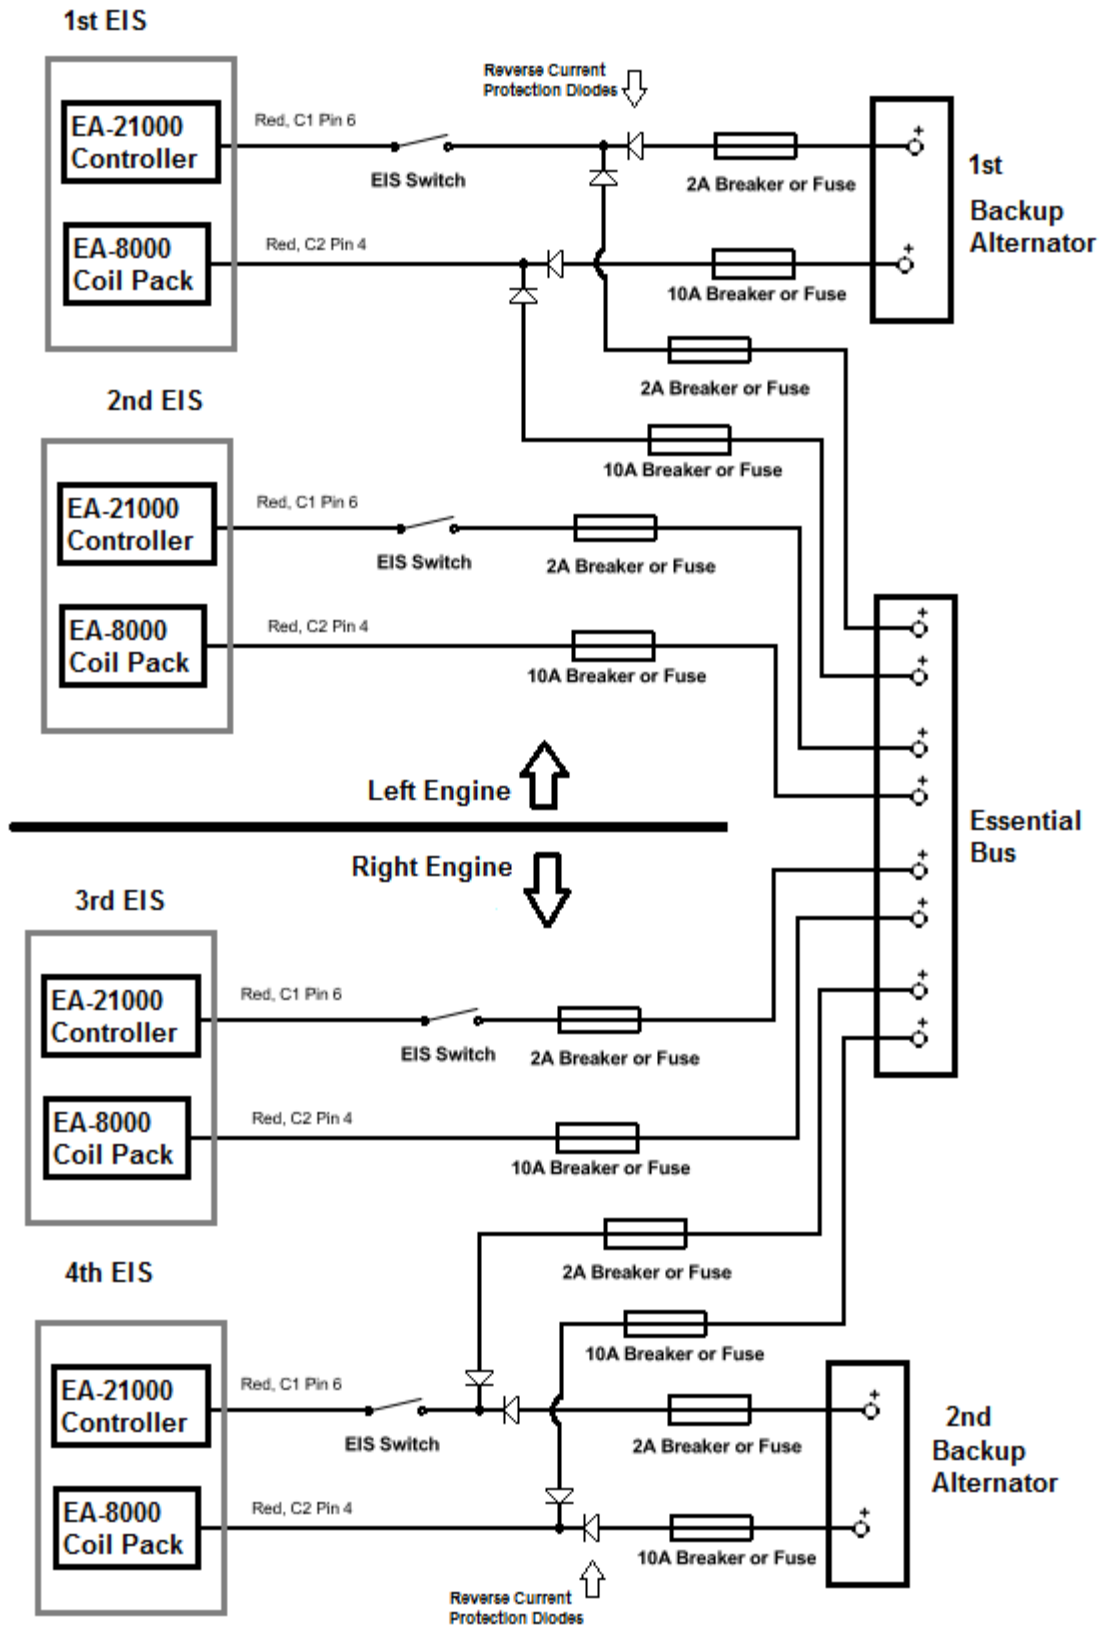 1st EIS
Reverse Current
Protection Diodes
EA-21000
Controller
Red, C1 Pin 6
EIS Switch
2A Breaker or Fuse
+
1st
Backup
Alternator
EA-8000
Coil Pack
Red, C2 Pin 4
10A Breaker or Fuse
+
2A Breaker or Fuse
10A Breaker or Fuse
2nd EIS
EA-21000
Controller
Red, C1 Pin 6
EIS Switch
2A Breaker or Fuse
EA-8000
Coil Pack
Red, C2 Pin 4
10A Breaker or Fuse
+
+
+
+
+
+
+
+
Essential
Bus
Left Engine
Right Engine
3rd EIS
EA-21000
Controller
Red, C1 Pin 6
EIS Switch
2A Breaker or Fuse
EA-8000
Coil Pack
Red, C2 Pin 4
10A Breaker or Fuse
2A Breaker or Fuse
10A Breaker or Fuse
4th EIS
EA-21000
Controller
Red, C1 Pin 6
EIS Switch
2A Breaker or Fuse
+
2nd
Backup
Alternator
EA-8000
Coil Pack
Red, C2 Pin 4
10A Breaker or Fuse
+
Reverse Current
Protection Diodes